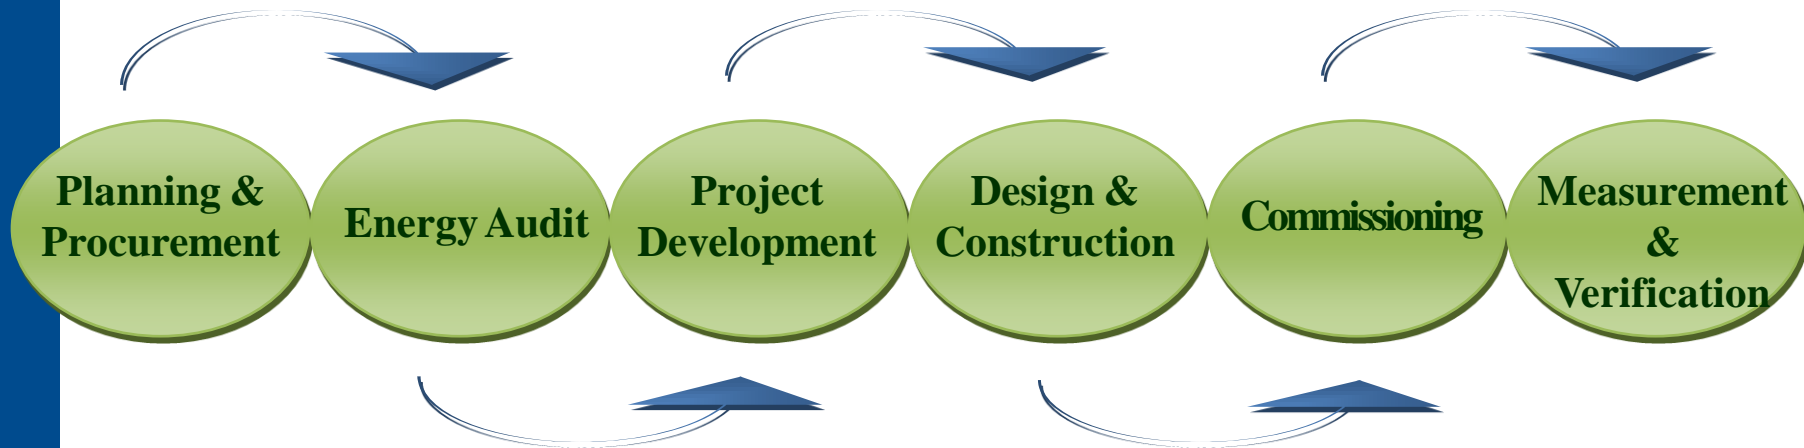 Planning &
Procurement
Energy Audit
Project
Development
Design &
Construction
Commissioning
Measurement
&
Verification